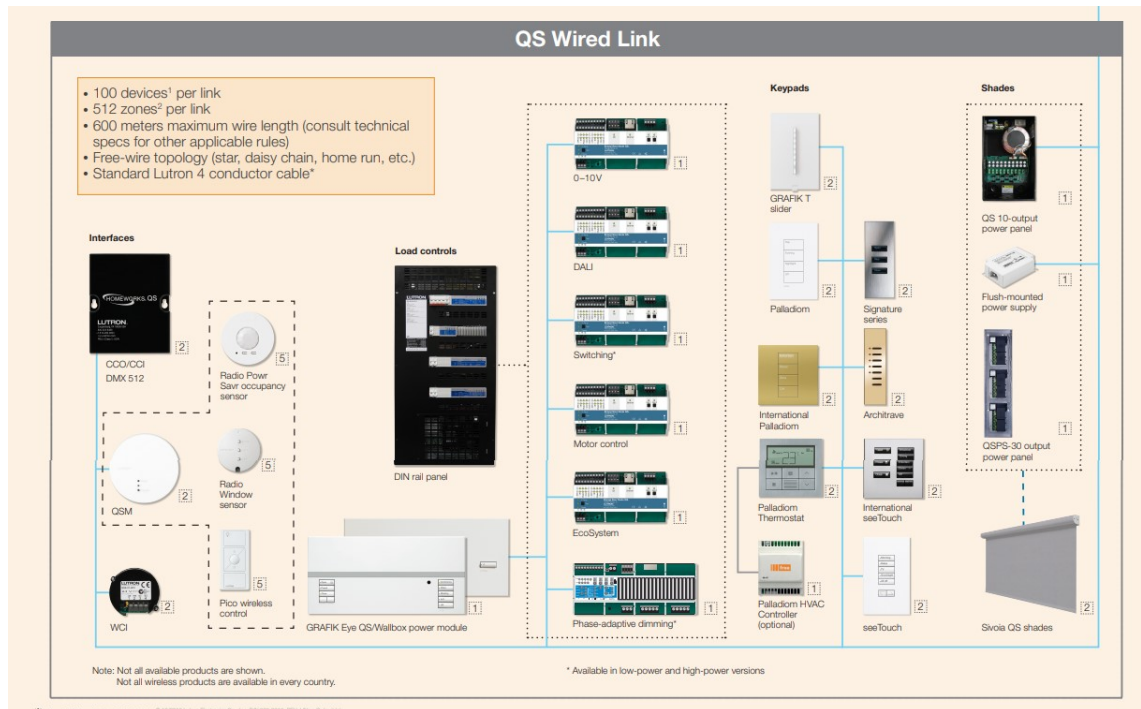 QS Wired Link
• 100 devices¹ per link
• 512 zones² per link
• 600 meters maximum wire length (consult technical
specs for other applicable rules)
• Free-wire topology (star, daisy chain, home run, etc.)
• Standard Lutron 4 conductor cable*
Interfaces
HOMEWORKS QS
LUTRON
2
CCO/CCI
DMX 512
5
Radio Powr
Savr occupancy
sensor
2
QSM
5
Radio
Window
sensor
LUTRON
2
WCI
5
Pico wireless
control
Load controls
LUTRON
DIN rail panel
1
GRAFIK Eye QS/Wallbox power module
1
0–10V
1
DALI
1
Switching*
1
Motor control
1
EcoSystem
1
Phase-adaptive dimming*
Keypads
2
GRAFIK T
slider
2
Palladiom
2
Signature
series
2
International
Palladiom
2
Architrave
2
Palladiom
Thermostat
2
International
seeTouch
1
Palladiom HVAC
Controller
(optional)
2
seeTouch
Shades
1
QS 10-output
power panel
1
Flush-mounted
power supply
1
QSPS-30 output
power panel
2
Sivoia QS shades
Note: Not all available products are shown.
Not all wireless products are available in every country.
* Available in low-power and high-power versions